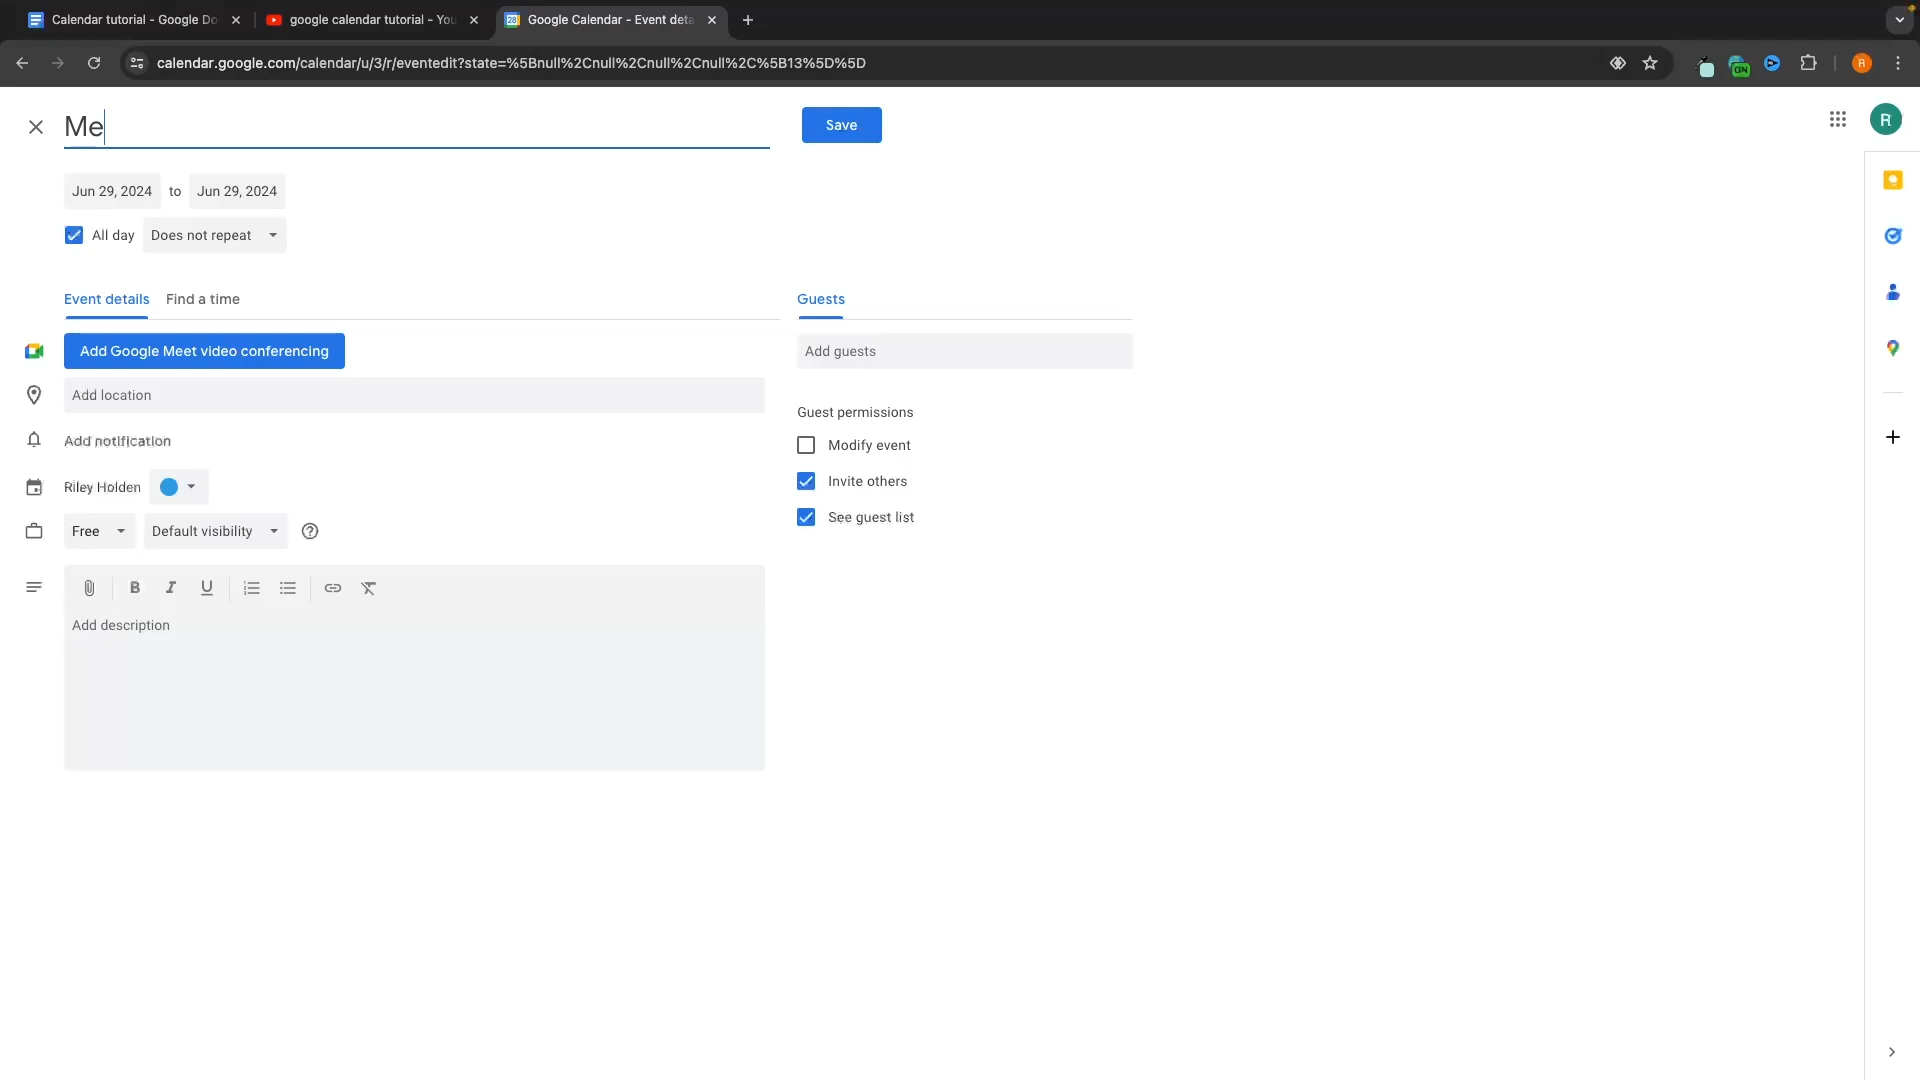 Calendar tutorial - Google Do
google calendar tutorial - You
Google Calendar - Event deta
calendar.google.com/calendar/u/3/r/eventedit?state=%5Bnull%2Cnull%2Cnull%2Cnull%2C%5B13%5D%5D
ON
R
Me
Save
R
Jun 29, 2024 to Jun 29, 2024
All day Does not repeat
Event details Find a time
Guests
Add Google Meet video conferencing
Add guests
Add location
Guest permissions
Add notification
Modify event
Riley Holden
Invite others
Free Default visibility
See guest list
B I U
Add description